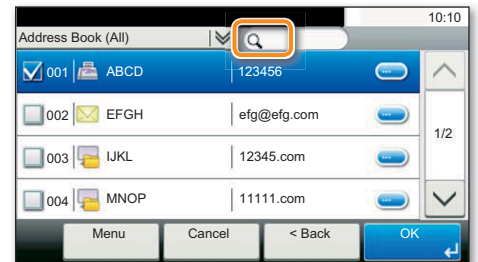 10:10
Address Book (All)
001 ABCD 123456
002 EFGH efg@efg.com
1/2
003 IJKL 12345.com
004 MNOP 11111.com
Menu Cancel < Back OK